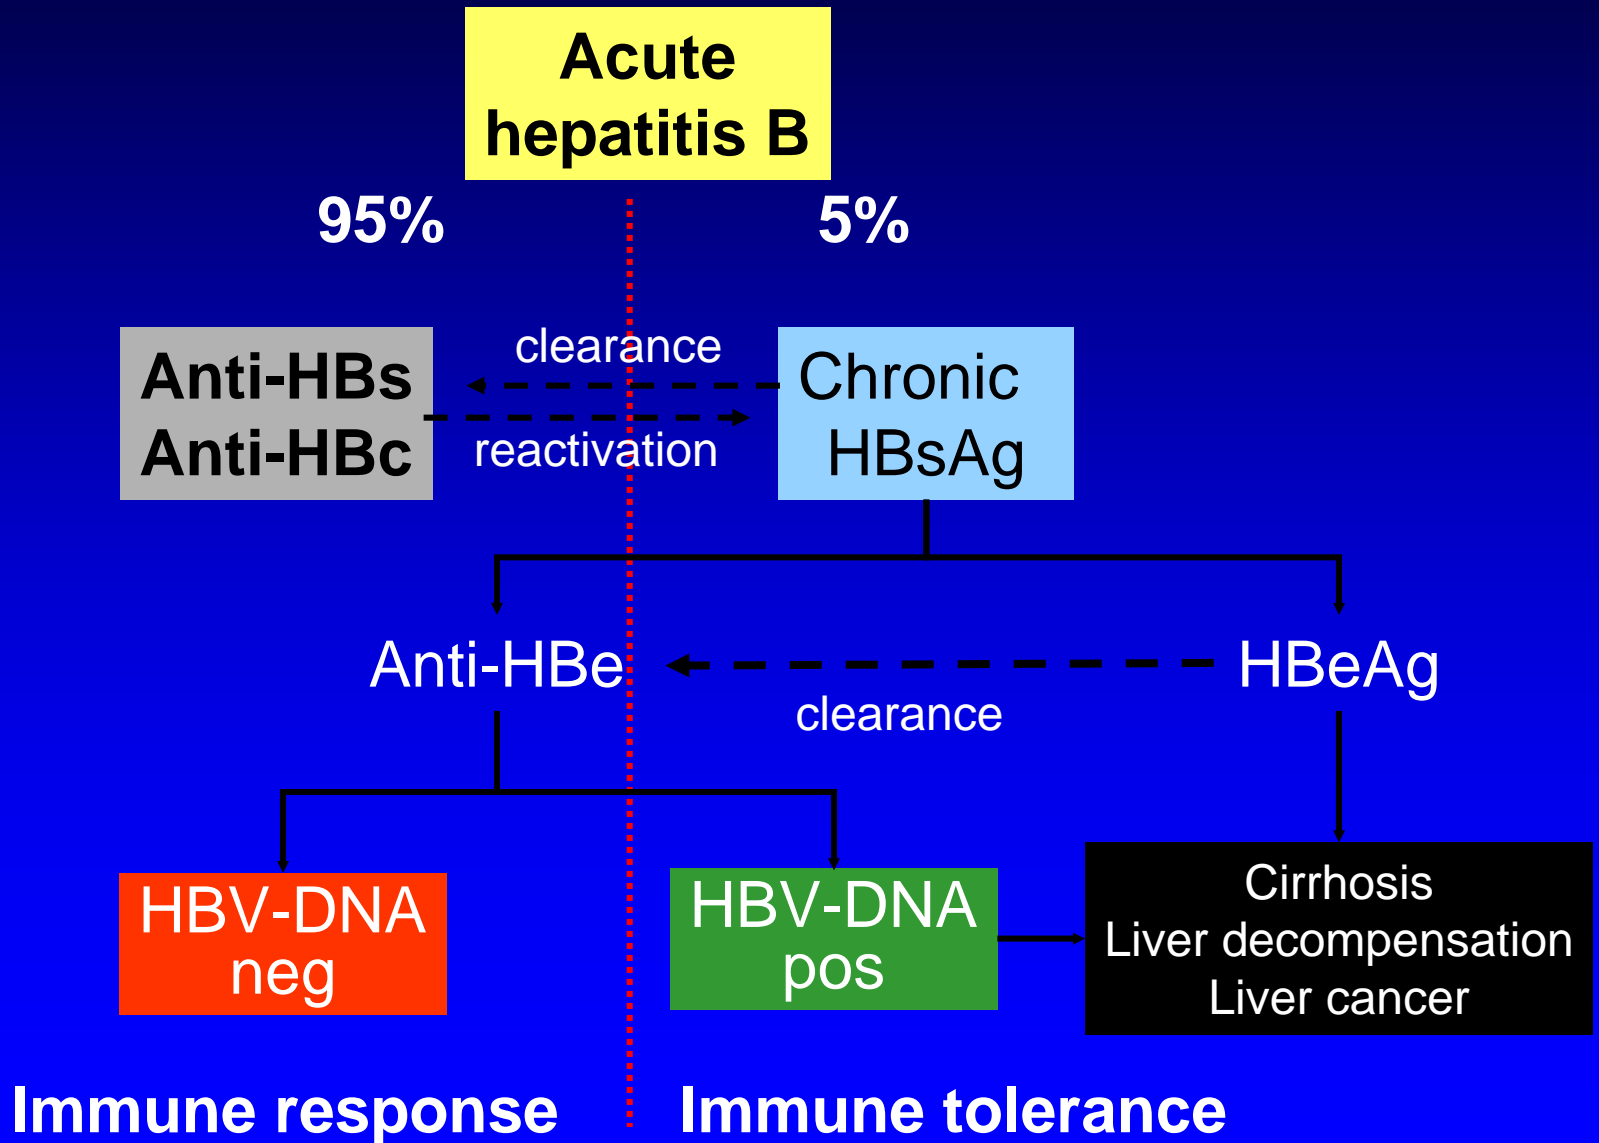 Acute
hepatitis B
95%
5%
Anti-HBs
Anti-HBc
clearance
reactivation
Chronic
HBsAg
Anti-HBe
clearance
HBeAg
HBV-DNA
neg
HBV-DNA
pos
Cirrhosis
Liver decompensation
Liver cancer
Immune response
Immune tolerance